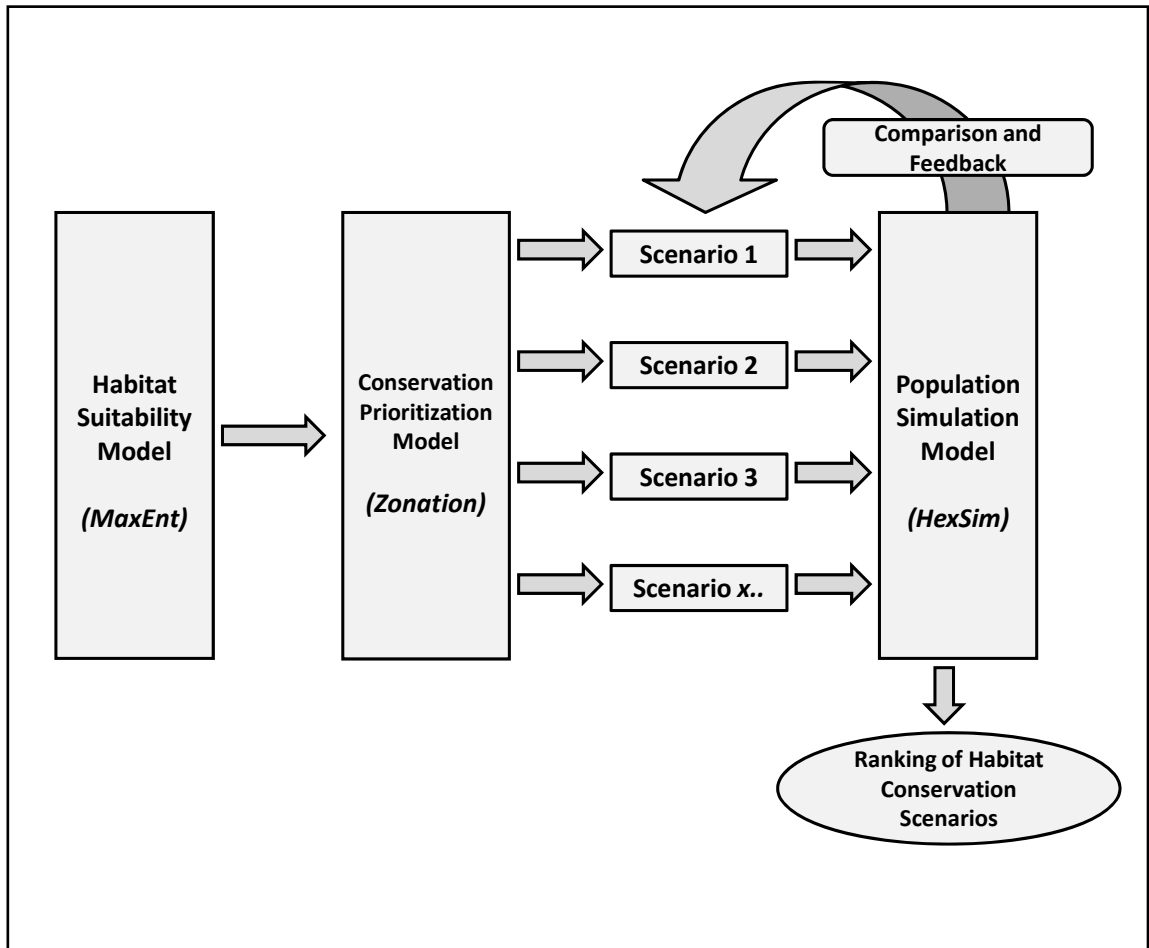 Comparison and
Feedback
Habitat
Suitability
Model
(MaxEnt)
Conservation
Prioritization
Model
(Zonation)
Scenario 1
Scenario 2
Scenario 3
Scenario x..
Population
Simulation
Model
(HexSim)
Ranking of Habitat
Conservation
Scenarios